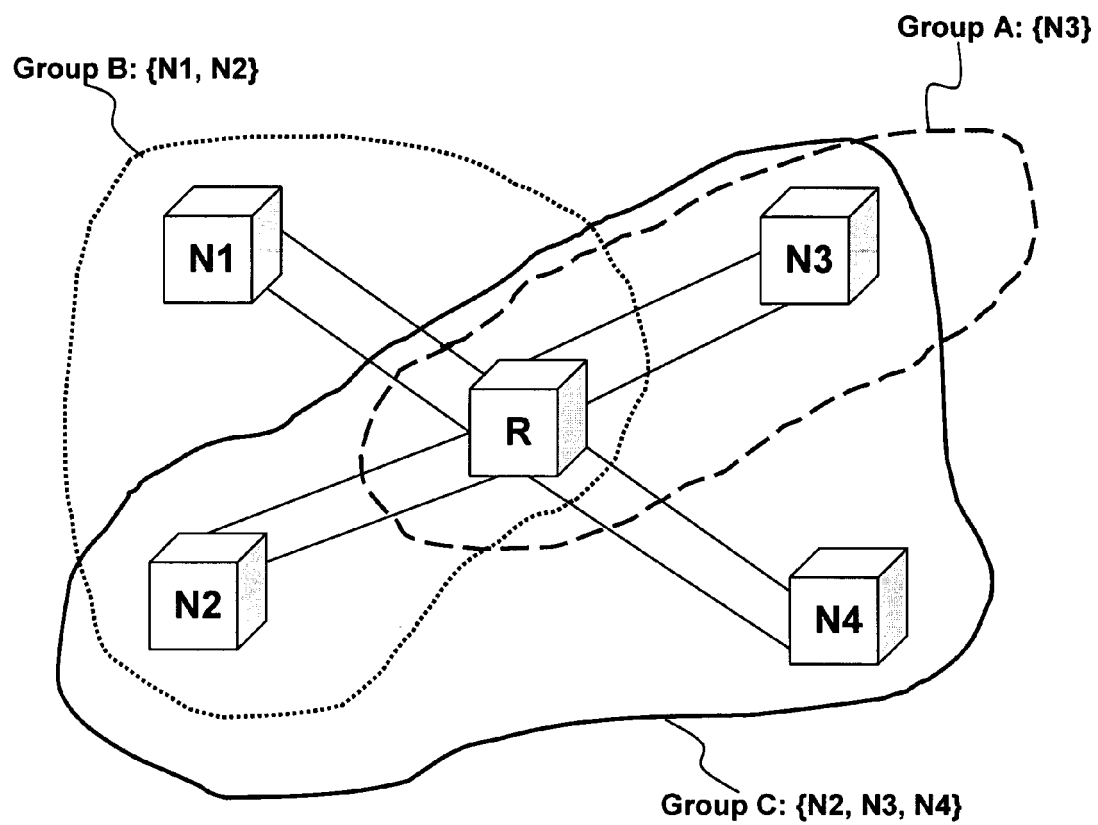 Group A: {N3}
Group B: {N1, N2}
N1
N3
R
N2
N4
Group C: {N2, N3, N4}